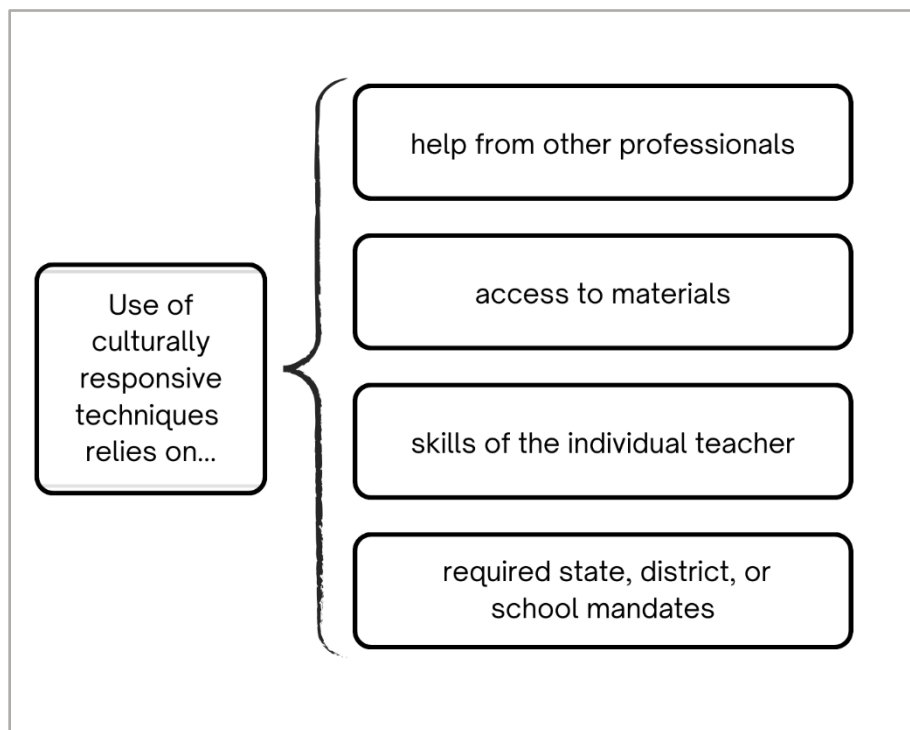 Use of
culturally
responsive
techniques
relies on...
help from other professionals
access to materials
skills of the individual teacher
required state, district, or
school mandates